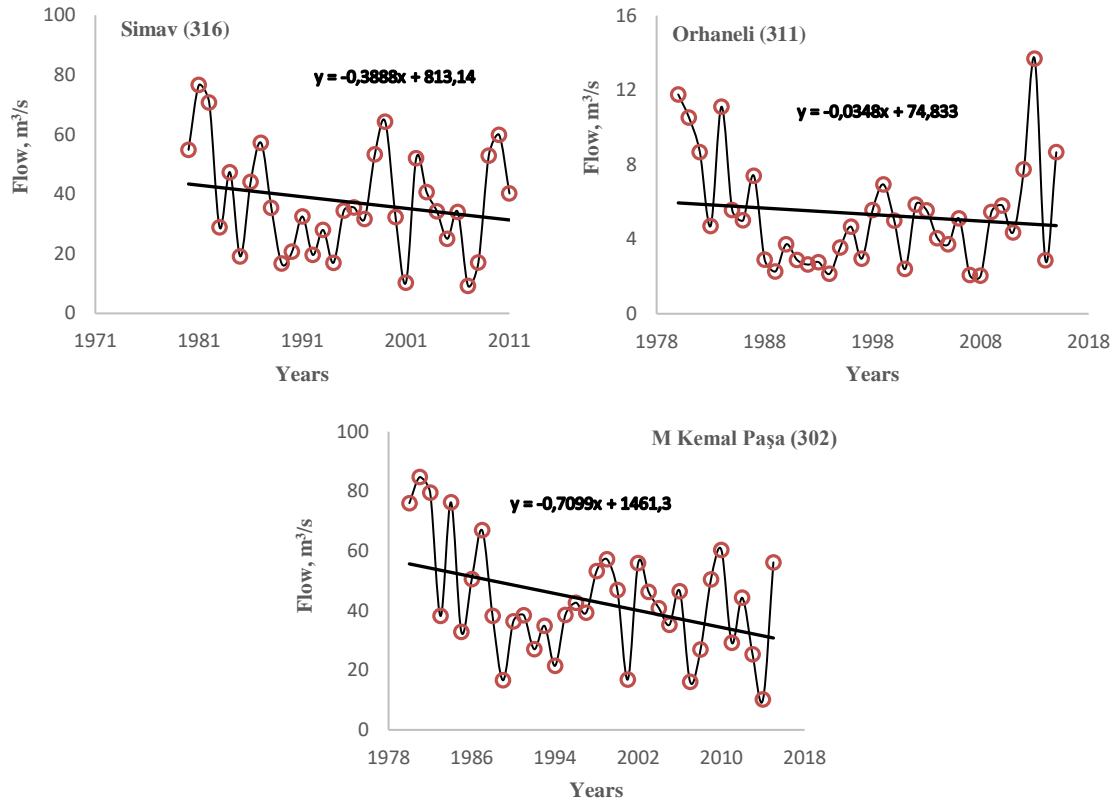 Simav (316)
y = -0,3888x + 813,14
Flow, m³/s
100
80
60
40
20
0
1971 1981 1991 2001 2011
Years
Orhaneli (311)
y = -0,0348x + 74,833
Flow, m³/s
16
12
8
4
0
1978 1988 1998 2008 2018
Years
M Kemal Paşa (302)
y = -0,7099x + 1461,3
Flow, m³/s
100
80
60
40
20
0
1978 1986 1994 2002 2010 2018
Years